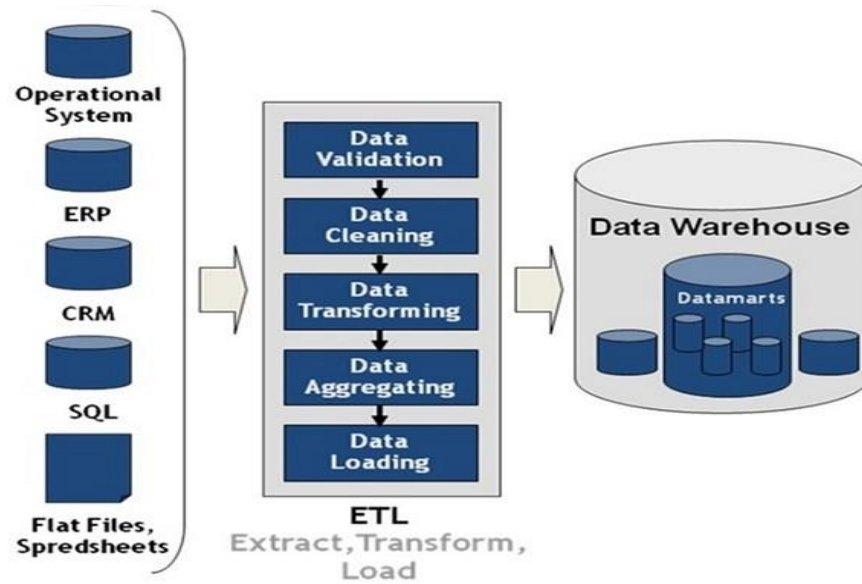 Operational
System
ERP
CRM
SQL
Flat Files,
Spredsheets
Data
Validation
Data
Cleaning
Data
Transforming
Data
Aggregating
Data
Loading
ETL
Extract,Transform,
Load
Data Warehouse
Datamarts